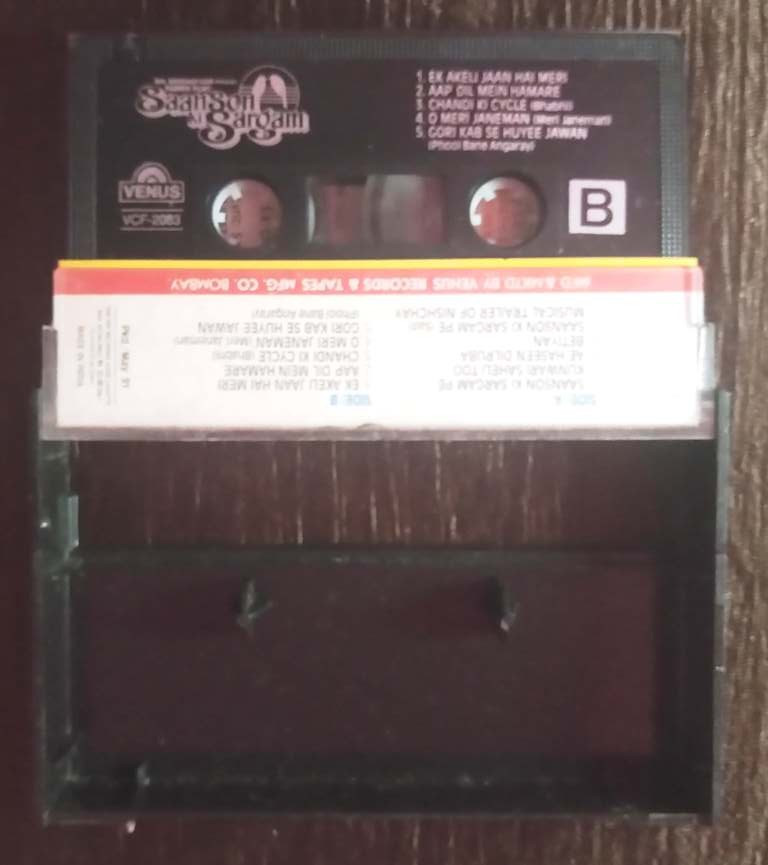 SaanSon
Ki Sargam
VENUS
VCF-2083
1. EK AKELI JAAN HAI MERI
2. AAP DIL MEIN HAMARE
3. CHANDI KI CYCLE (Bhabhi)
4. O MERI JANEMAN (Meri Janeman)
5. GORI KAB SE HUYEE JAWAN
(Phool Bane Angaray)
B
SIDE: A
SAANSON KI SARGAM PE
KUNWARI SAHELI TOO
AE HASEEN DILRUBA
BETIYAN
SAANSON KI SARGAM PE (Sad)
MUSICAL TRAILER OF NISHCHAY
SIDE: B
EK AKELI JAAN HAI MERI
AAP DIL MEIN HAMARE
CHANDI KI CYCLE (Bhabhi)
O MERI JANEMAN (Meri Janeman)
GORI KAB SE HUYEE JAWAN
(Phool Bane Angaray)
Pkd. May. 91
MADE IN INDIA
MFD & MKTD BY VENUS RECORDS & TAPES MFG. CO. BOMBAY.